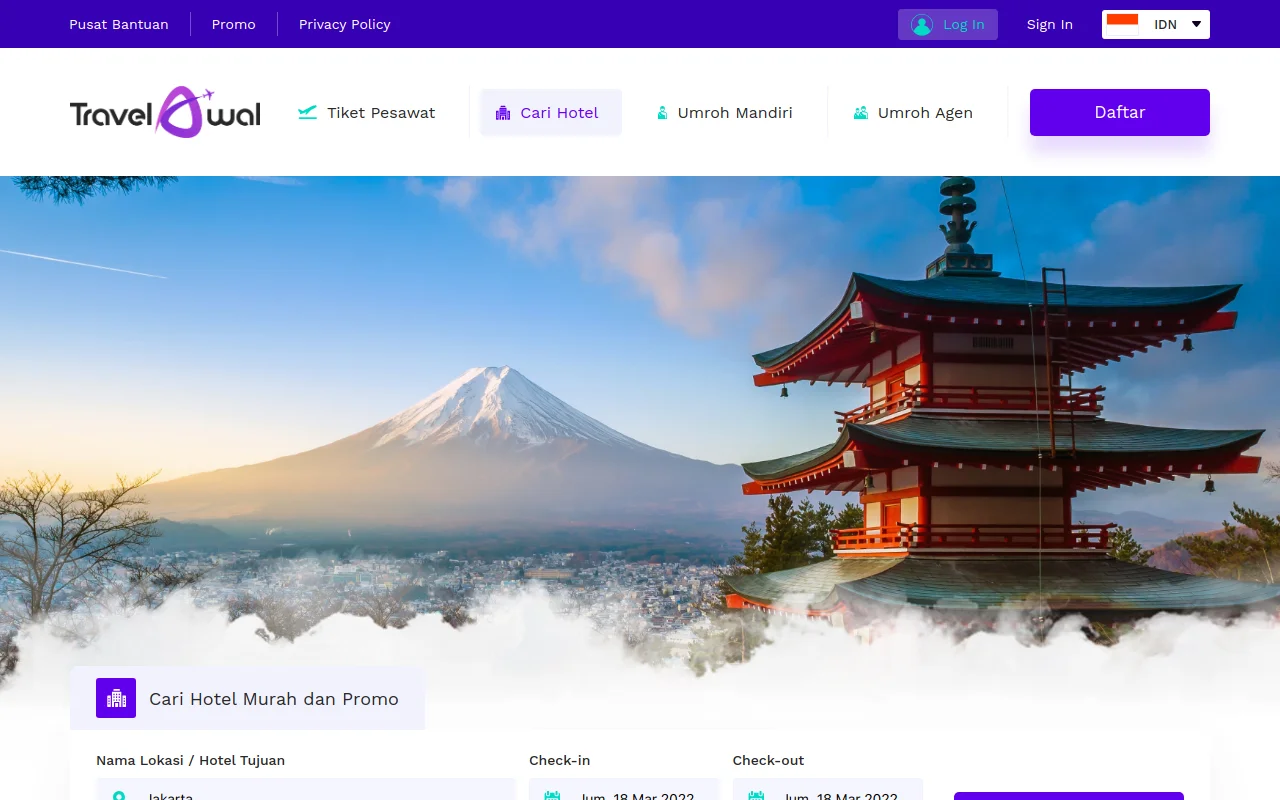 Pusat Bantuan
Promo
Privacy Policy
Log In
Sign In
IDN
Travel Awal
Tiket Pesawat
Cari Hotel
Umroh Mandiri
Umroh Agen
Daftar
Cari Hotel Murah dan Promo
Nama Lokasi / Hotel Tujuan
Check-in
Check-out
Jakarta
Jum, 18 Mar 2022
Jum, 18 Mar 2022